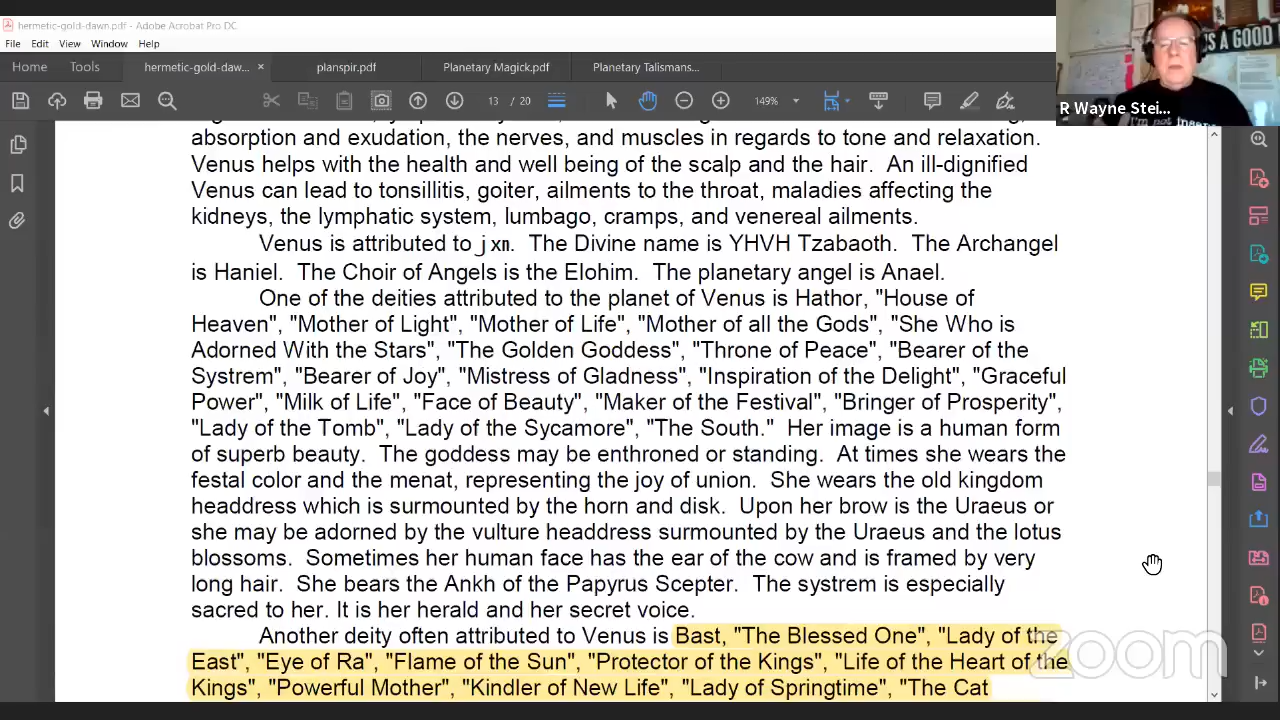 hermetic-gold-dawn.pdf - Adobe Acrobat Pro DC
File Edit View Window Help
Home Tools hermetic-gold-daw... × planspir.pdf Planetary Magick.pdf Planetary Talismans...
13 / 20 149%
S A GOOD
R Wayne Stei...
I'm not insane
absorption and exudation, the nerves, and muscles in regards to tone and relaxation.
Venus helps with the health and well being of the scalp and the hair. An ill-dignified
Venus can lead to tonsillitis, goiter, ailments to the throat, maladies affecting the
kidneys, the lymphatic system, lumbago, cramps, and venereal ailments.
Venus is attributed to j xn. The Divine name is YHVH Tzabaoth. The Archangel
is Haniel. The Choir of Angels is the Elohim. The planetary angel is Anael.
One of the deities attributed to the planet of Venus is Hathor, "House of
Heaven", "Mother of Light", "Mother of Life", "Mother of all the Gods", "She Who is
Adorned With the Stars", "The Golden Goddess", "Throne of Peace", "Bearer of the
Systrem", "Bearer of Joy", "Mistress of Gladness", "Inspiration of the Delight", "Graceful
Power", "Milk of Life", "Face of Beauty", "Maker of the Festival", "Bringer of Prosperity",
"Lady of the Tomb", "Lady of the Sycamore", "The South." Her image is a human form
of superb beauty. The goddess may be enthroned or standing. At times she wears the
festal color and the menat, representing the joy of union. She wears the old kingdom
headdress which is surmounted by the horn and disk. Upon her brow is the Uraeus or
she may be adorned by the vulture headdress surmounted by the Uraeus and the lotus
blossoms. Sometimes her human face has the ear of the cow and is framed by very
long hair. She bears the Ankh of the Papyrus Scepter. The systrem is especially
sacred to her. It is her herald and her secret voice.
Another deity often attributed to Venus is Bast, "The Blessed One", "Lady of the
East", "Eye of Ra", "Flame of the Sun", "Protector of the Kings", "Life of the Heart of the
Kings", "Powerful Mother", "Kindler of New Life", "Lady of Springtime", "The Cat
zoom